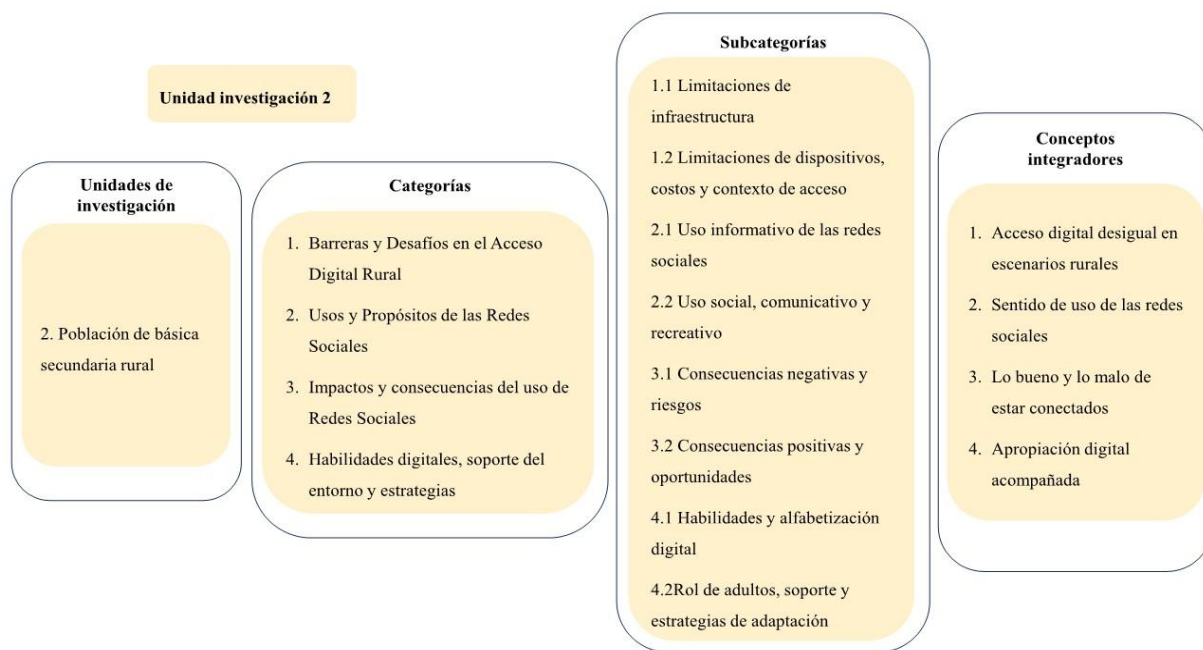 Unidad investigación 2
Unidades de
investigación
2. Población de básica
secundaria rural
Categorías
1. Barreras y Desafíos en el Acceso
Digital Rural
2. Usos y Propósitos de las Redes
Sociales
3. Impactos y consecuencias del uso de
Redes Sociales
4. Habilidades digitales, soporte del
entorno y estrategias
Subcategorías
1.1 Limitaciones de
infraestructura
1.2 Limitaciones de dispositivos,
costos y contexto de acceso
2.1 Uso informativo de las redes
sociales
2.2 Uso social, comunicativo y
recreativo
3.1 Consecuencias negativas y
riesgos
3.2 Consecuencias positivas y
oportunidades
4.1 Habilidades y alfabetización
digital
4.2Rol de adultos, soporte y
estrategias de adaptación
Conceptos
integradores
1. Acceso digital desigual en
escenarios rurales
2. Sentido de uso de las redes
sociales
3. Lo bueno y lo malo de
estar conectados
4. Apropiación digital
acompañada